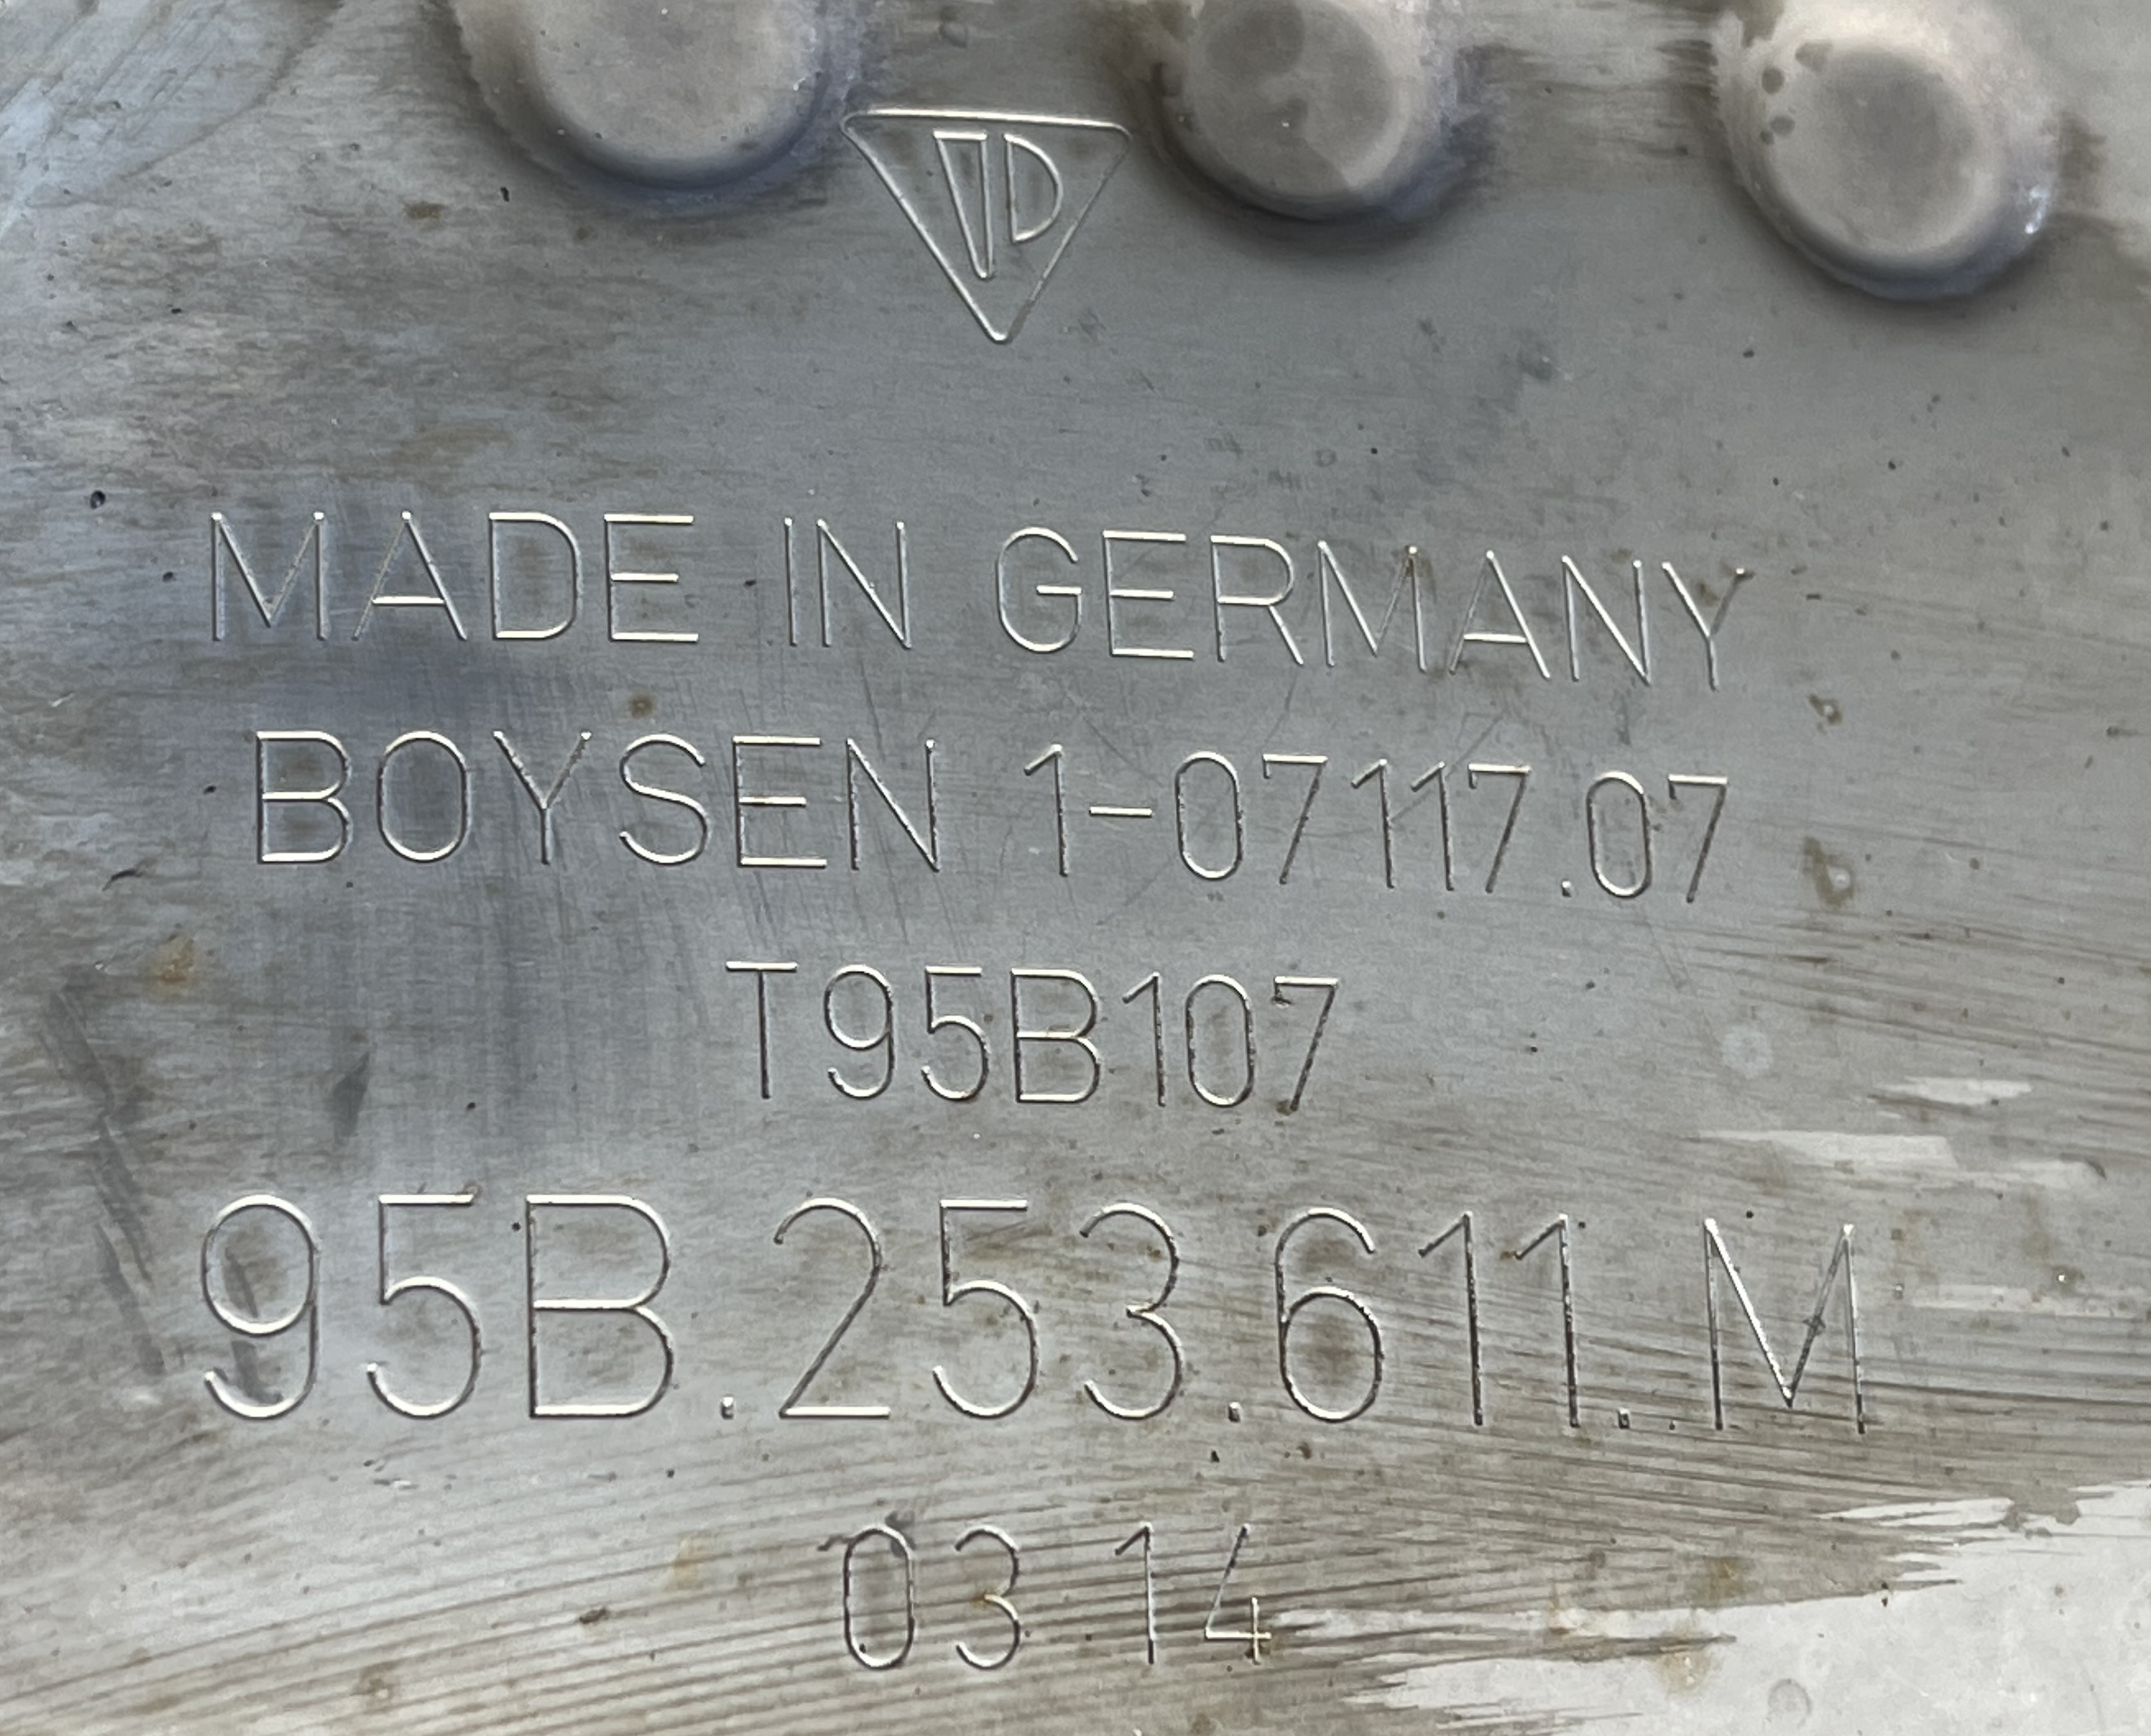 MADE IN GERMANY
BOYSEN 1-07117.07
T95B107
95B.253.611.M
03 14